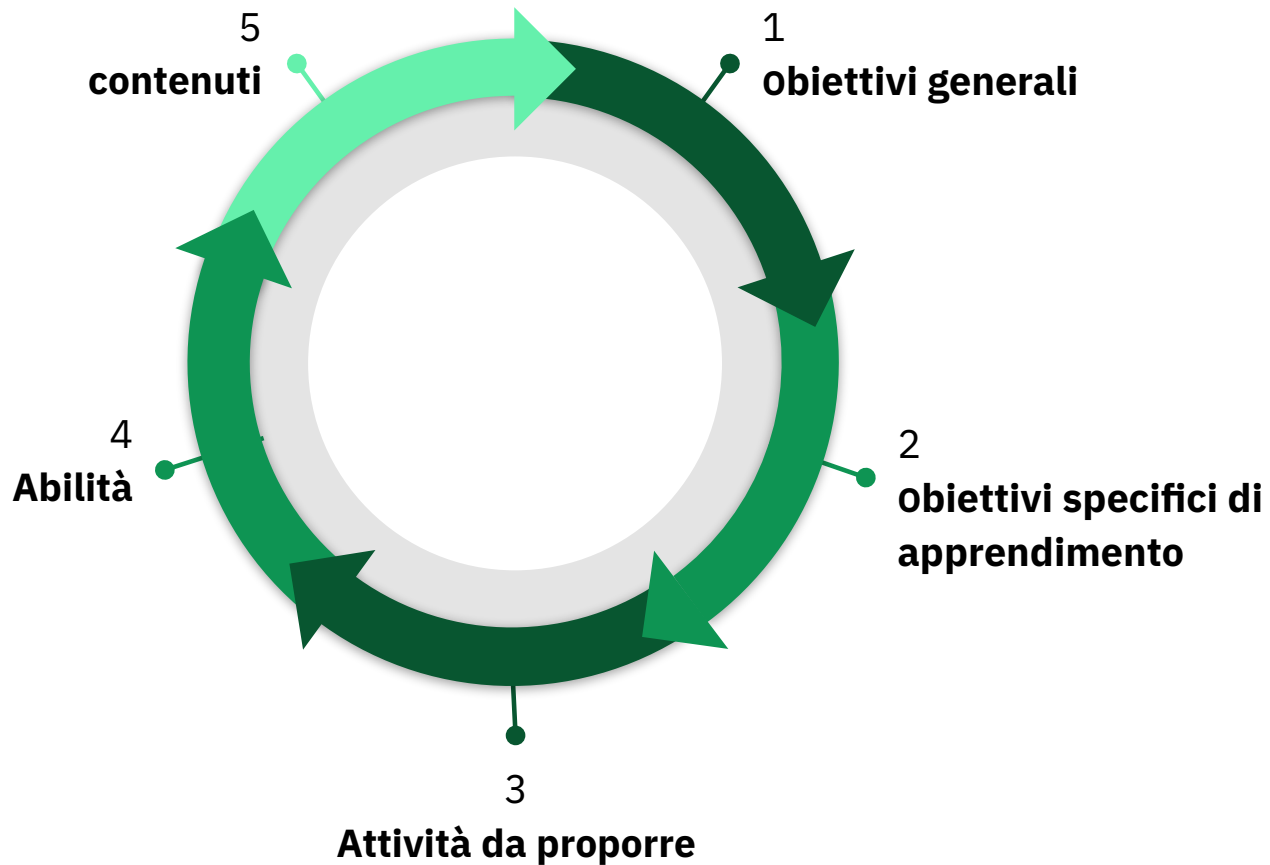 1
Obiettivi generali
2
Obiettivi specifici di
apprendimento
3
Attività da proporre
4
Abilità
5
contenuti